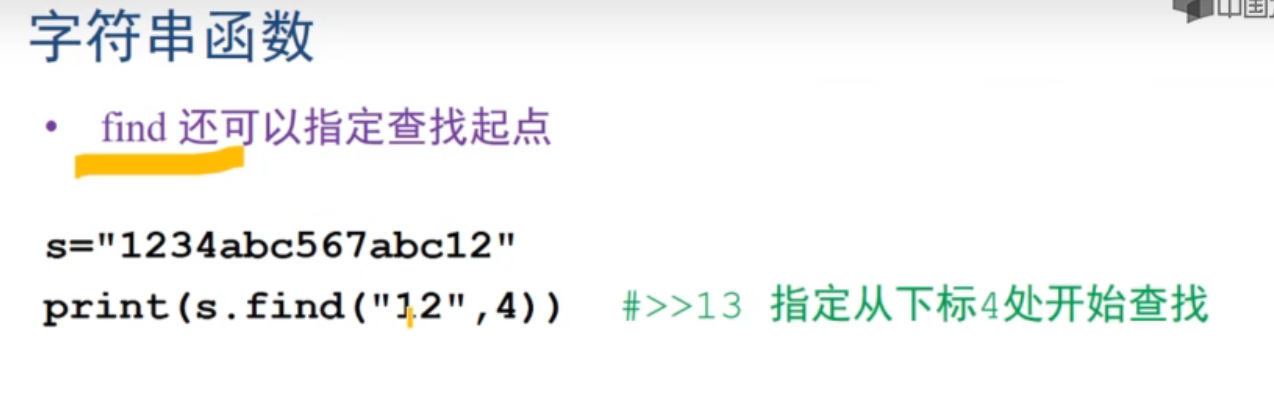 中国
字符串函数
• find 还可以指定查找起点
s="1234abc567abc12"
print(s.find("12",4)) #>>13 指定从下标4处开始查找